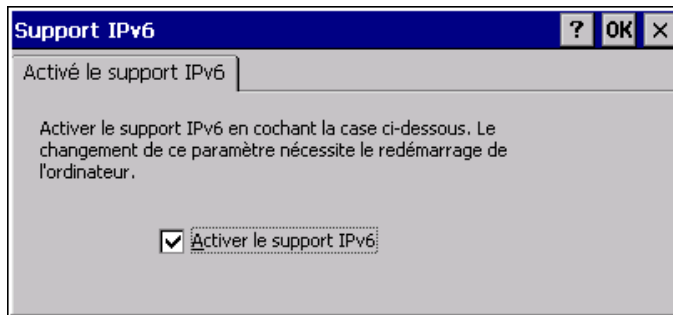 Support IPv6 ? OK ×
Activé le support IPv6
Activer le support IPv6 en cochant la case ci-dessous. Le
changement de ce paramètre nécessite le redémarrage de
l'ordinateur.
Activer le support IPv6